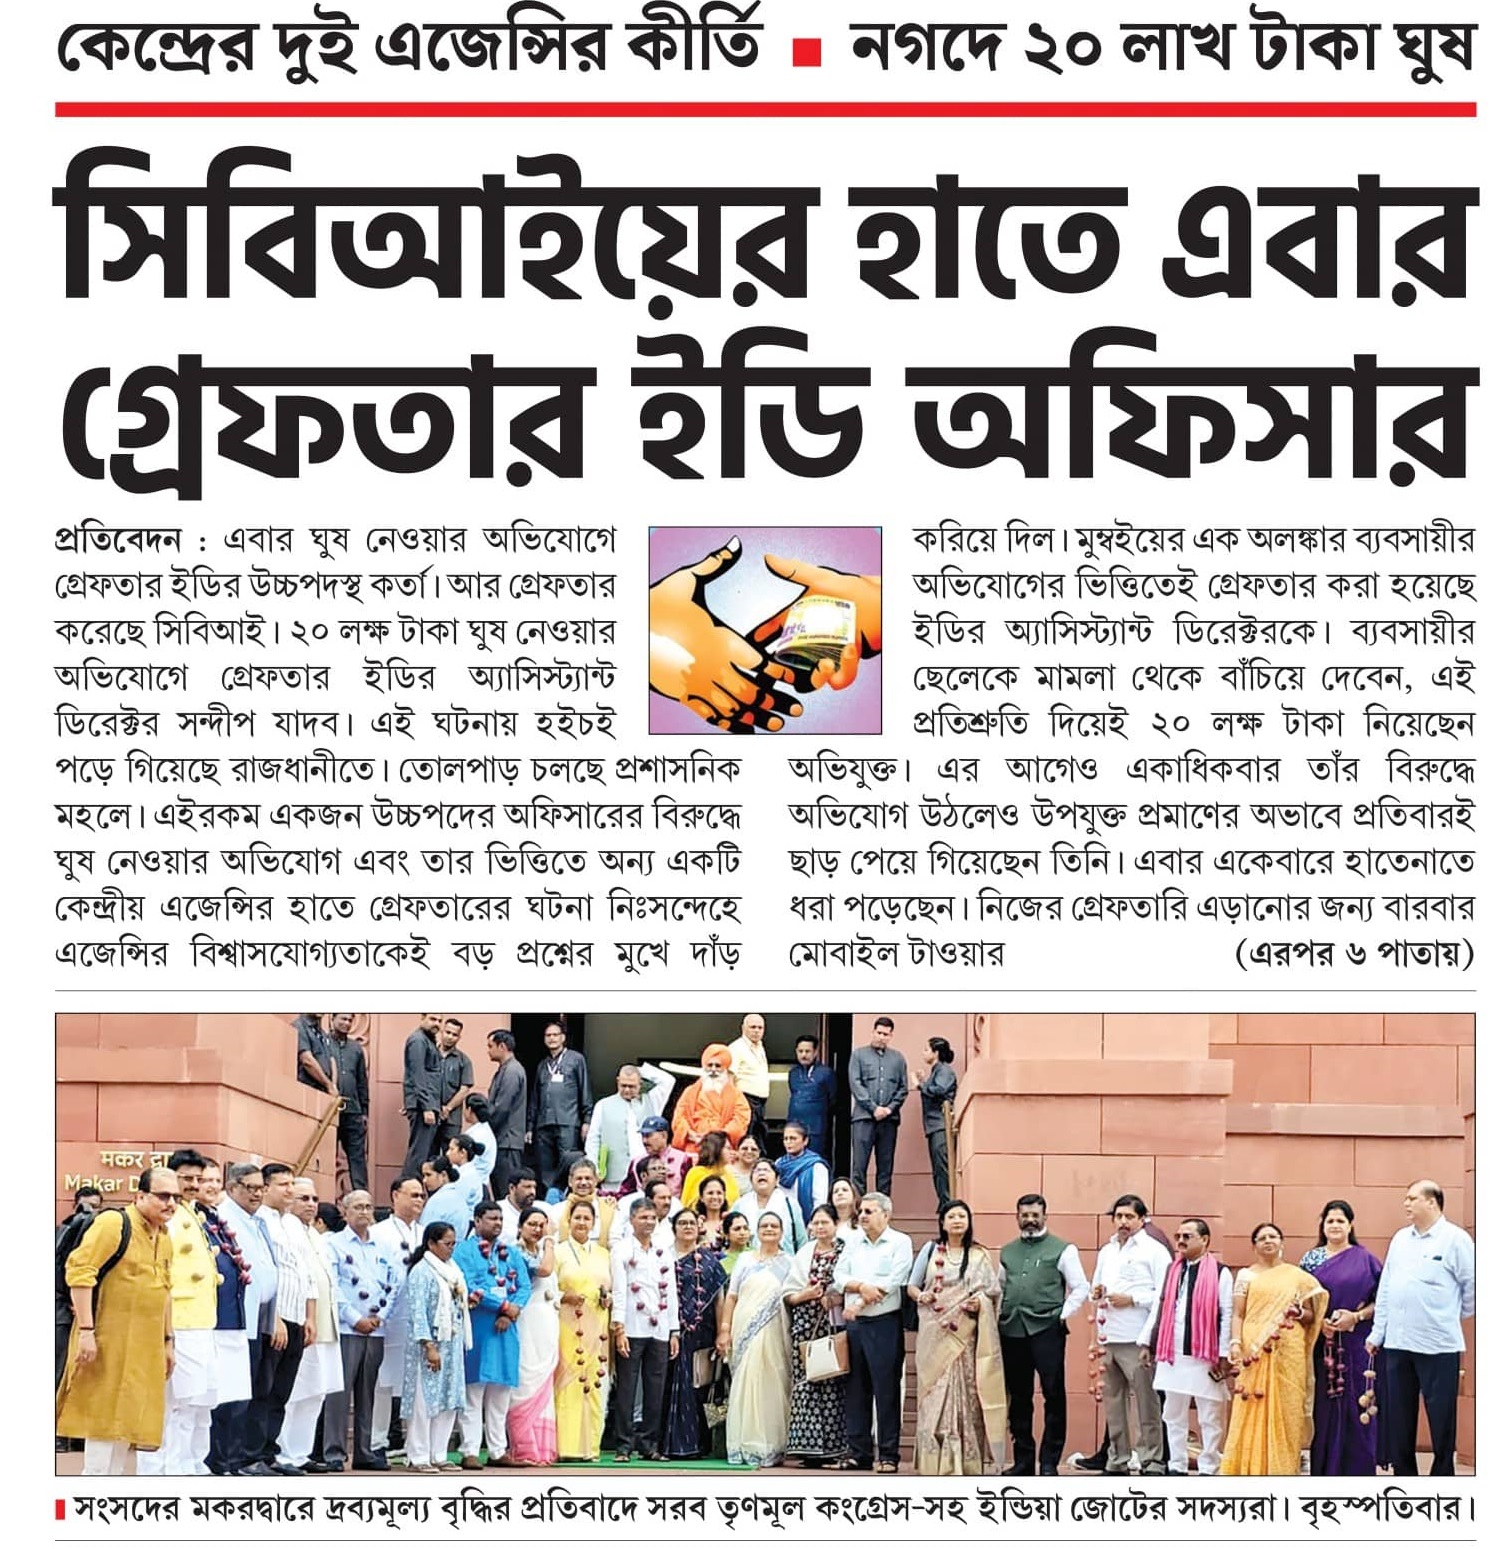 কেন্দ্রের দুই এজেন্সির কীর্তি ■ নগদে ২০ লাখ টাকা ঘুষ
সিবিআইয়ের হাতে এবার
গ্রেফতার ইডি অফিসার
প্রতিবেদন : এবার ঘুষ নেওয়ার অভিযোগে
গ্রেফতার ইডির উচ্চপদস্থ কর্তা। আর গ্রেফতার
করেছে সিবিআই। ২০ লক্ষ টাকা ঘুষ নেওয়ার
অভিযোগে গ্রেফতার ইডির অ্যাসিস্ট্যান্ট
ডিরেক্টর সন্দীপ যাদব। এই ঘটনায় হইচই
পড়ে গিয়েছে রাজধানীতে। তোলপাড় চলছে প্রশাসনিক
মহলে। এইরকম একজন উচ্চপদের অফিসারের বিরুদ্ধে
ঘুষ নেওয়ার অভিযোগ এবং তার ভিত্তিতে অন্য একটি
কেন্দ্রীয় এজেন্সির হাতে গ্রেফতারের ঘটনা নিঃসন্দেহে
এজেন্সির বিশ্বাসযোগ্যতাকেই বড় প্রশ্নের মুখে দাঁড়
করিয়ে দিল। মুম্বইয়ের এক অলঙ্কার ব্যবসায়ীর
অভিযোগের ভিত্তিতেই গ্রেফতার করা হয়েছে
ইডির অ্যাসিস্ট্যান্ট ডিরেক্টরকে। ব্যবসায়ীর
ছেলেকে মামলা থেকে বাঁচিয়ে দেবেন, এই
প্রতিশ্রুতি দিয়েই ২০ লক্ষ টাকা নিয়েছেন
অভিযুক্ত। এর আগেও একাধিকবার তাঁর বিরুদ্ধে
অভিযোগ উঠলেও উপযুক্ত প্রমাণের অভাবে প্রতিবারই
ছাড় পেয়ে গিয়েছেন তিনি। এবার একেবারে হাতেনাতে
ধরা পড়েছেন। নিজের গ্রেফতারি এড়ানোর জন্য বারবার
মোবাইল টাওয়ার (এরপর ৬ পাতায়)
मकर
Makar
সংসদের মকরদ্বারে দ্রব্যমূল্য বৃদ্ধির প্রতিবাদে সরব তৃণমূল কংগ্রেস-সহ ইন্ডিয়া জোটের সদস্যরা। বৃহস্পতিবার।